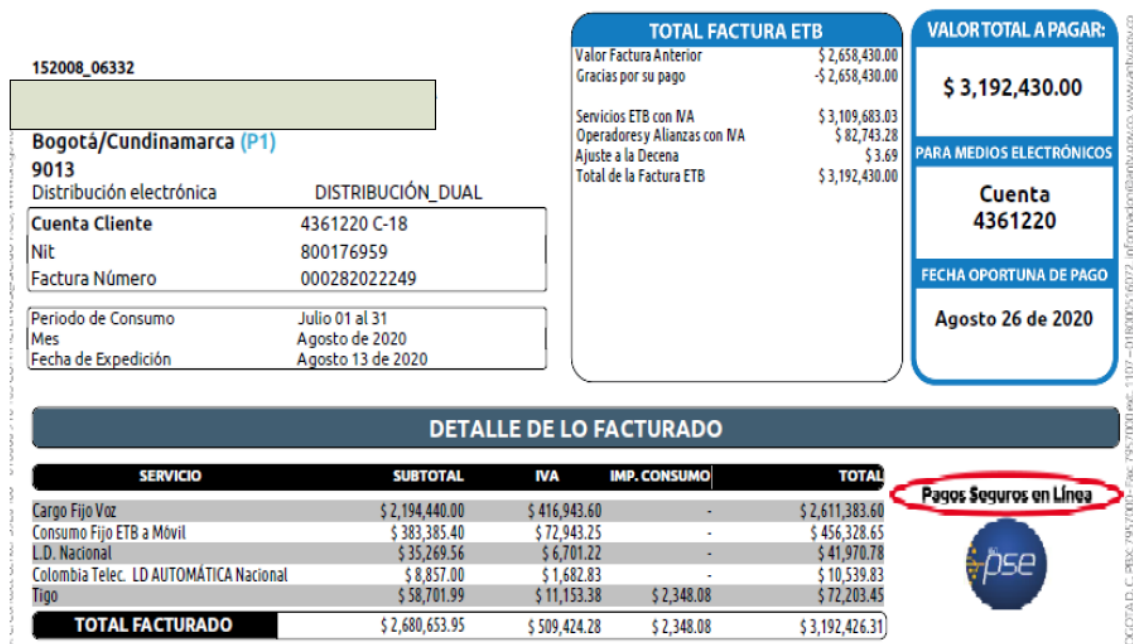 152008_06332
Bogotá/Cundinamarca (P1)
9013
Distribución electrónica DISTRIBUCIÓN_DUAL
Cuenta Cliente 4361220 C-18
Nit 800176959
Factura Número 000282022249
Periodo de Consumo Julio 01 al 31
Mes Agosto de 2020
Fecha de Expedición Agosto 13 de 2020
TOTAL FACTURA ETB
Valor Factura Anterior $ 2,658,430.00
Gracias por su pago -$ 2,658,430.00
Servicios ETB con IVA $ 3,109,683.03
Operadores y Alianzas con IVA $ 82,743.28
Ajuste a la Decena $ 3.69
Total de la Factura ETB $ 3,192,430.00
VALOR TOTAL A PAGAR:
$ 3,192,430.00
PARA MEDIOS ELECTRÓNICOS
Cuenta
4361220
FECHA OPORTUNA DE PAGO
Agosto 26 de 2020
DETALLE DE LO FACTURADO
SERVICIO SUBTOTAL IVA IMP. CONSUMO TOTAL
Cargo Fijo Voz $ 2,194,440.00 $ 416,943.60 - $ 2,611,383.60
Consumo Fijo ETB a Móvil $ 383,385.40 $ 72,943.25 - $ 456,328.65
L.D. Nacional $ 35,269.56 $ 6,701.22 - $ 41,970.78
Colombia Telec. LD AUTOMÁTICA Nacional $ 8,857.00 $ 1,682.83 - $ 10,539.83
Tigo $ 58,701.99 $ 11,153.38 $ 2,348.08 $ 72,203.45
TOTAL FACTURADO $ 2,680,653.95 $ 509,424.28 $ 2,348.08 $ 3,192,426.31
Pagos Seguros en Línea
pse